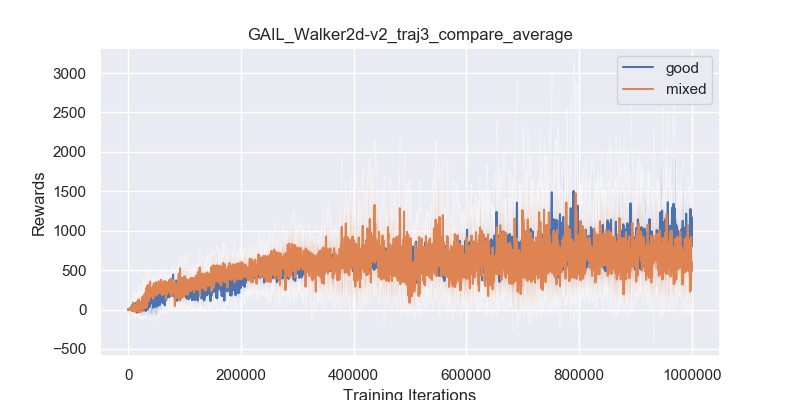 GAIL_Walker2d-v2_traj3_compare_average
good
mixed
3000
2500
2000
1500
1000
500
0
−500
Rewards
0
200000
400000
600000
800000
1000000
Training Iterations